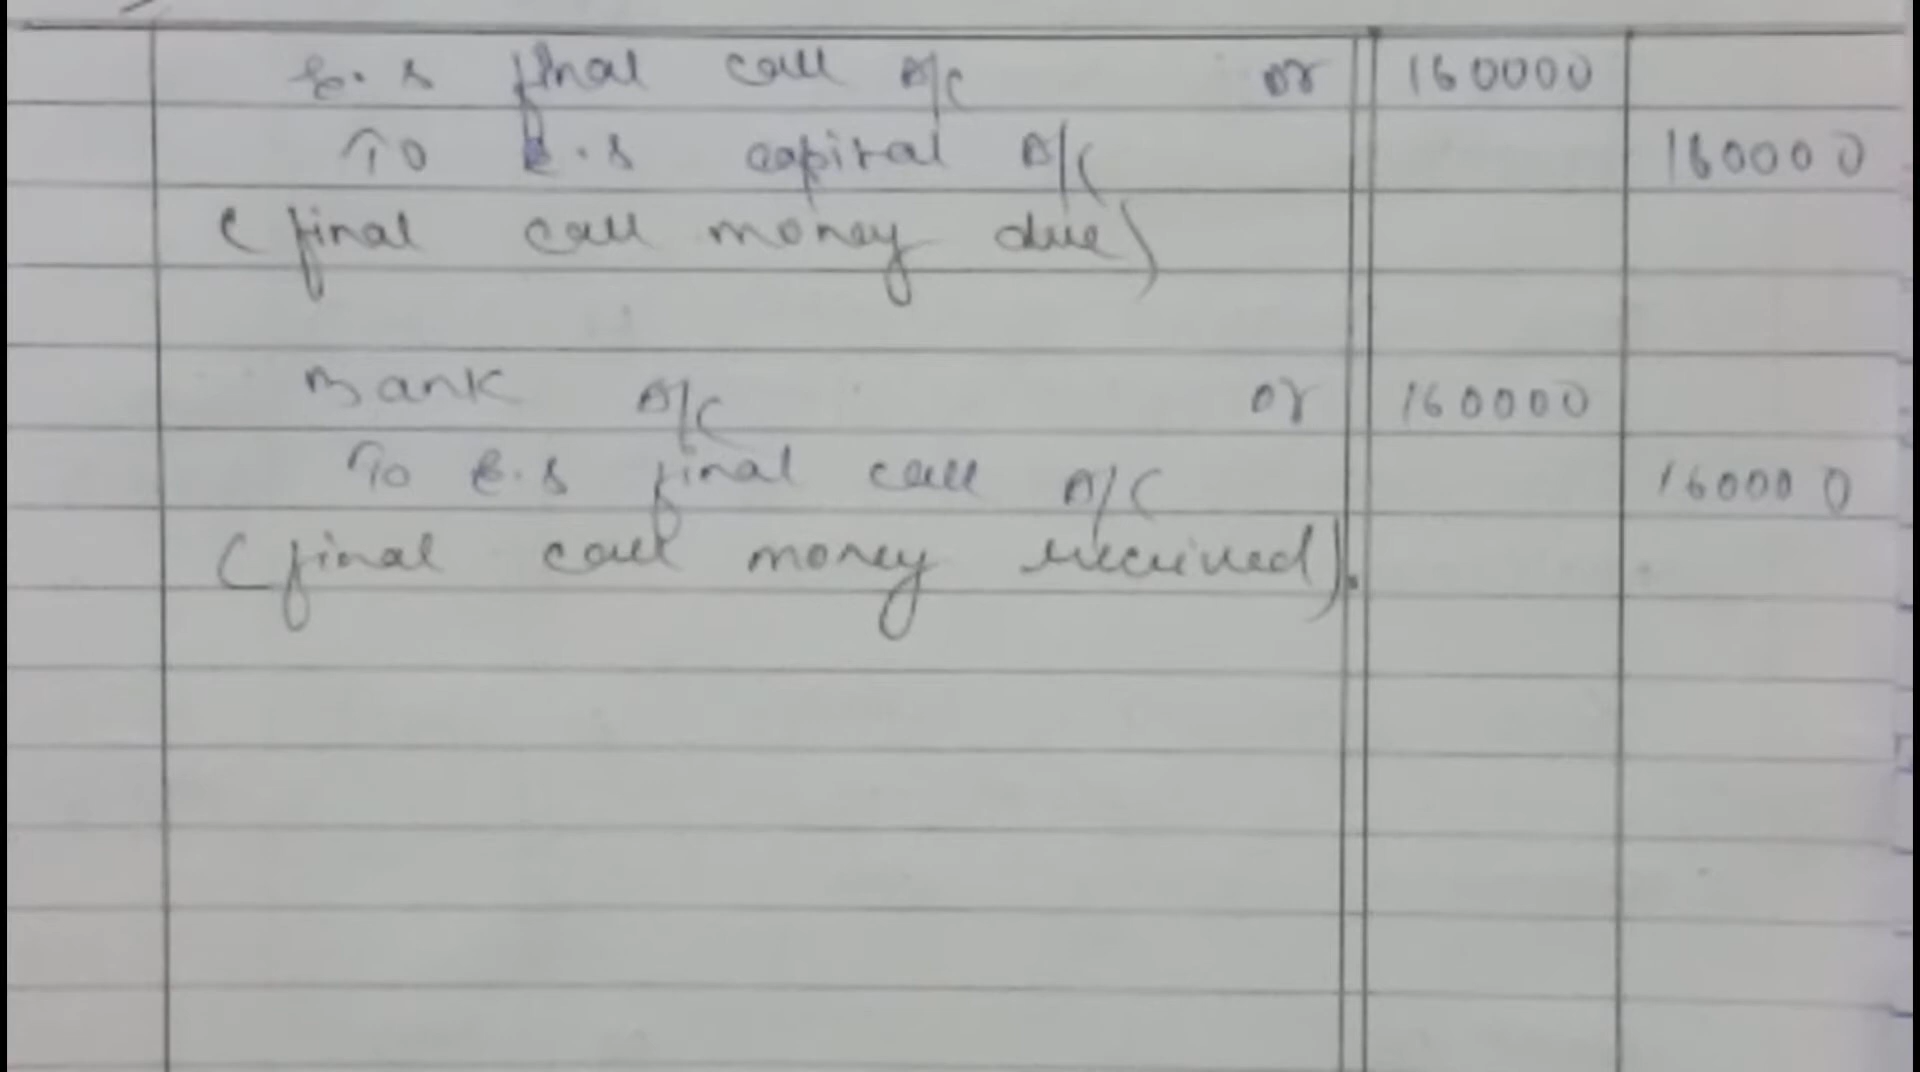 E.S final call A/C Dr 160000
To E.S capital A/C 160000
(final call money due)
Bank A/C Dr 160000
To E.S final call A/C 160000
(final call money received).